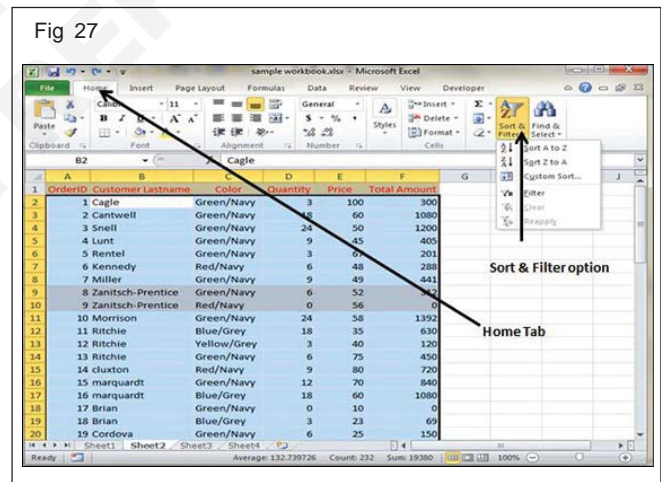 Fig 27
sample workbook.xlsx - Microsoft Excel
File Home Insert Page Layout Formulas Data Review View Developer
Paste
Clipboard
11
B I U A A
Font
Alignment
General
$ % ,
Number
Styles
Insert
Delete
Format
Cells
Σ
Sort & Filter
Find & Select
Sort A to Z
Sort Z to A
Custom Sort...
Filter
Clear
Reapply
B2 Cagle
A B C D E F G J
1 OrderID Customer Lastname Color Quantity Price Total Amount
2 1 Cagle Green/Navy 3 100 300
3 2 Cantwell Green/Navy 18 60 1080
4 3 Snell Green/Navy 24 50 1200
5 4 Lunt Green/Navy 9 45 405
6 5 Rentel Green/Navy 3 67 201
7 6 Kennedy Red/Navy 6 48 288
8 7 Miller Green/Navy 9 49 441
9 8 Zanitsch-Prentice Green/Navy 6 52 312
10 9 Zanitsch-Prentice Red/Navy 0 56 0
11 10 Morrison Green/Navy 24 58 1392
12 11 Ritchie Blue/Grey 18 35 630
13 12 Ritchie Yellow/Grey 3 40 120
14 13 Ritchie Green/Navy 6 75 450
15 14 cluxton Red/Navy 9 80 720
16 15 marquardt Green/Navy 12 70 840
17 16 marquardt Blue/Grey 18 60 1080
18 17 Brian Green/Navy 0 10 0
19 18 Brian Blue/Grey 3 23 69
20 19 Cordova Green/Navy 6 25 150
Sort & Filter option
Home Tab
Sheet1 Sheet2 Sheet3 Sheet4
Ready Average: 132.739726 Count: 232 Sum: 19380 100%